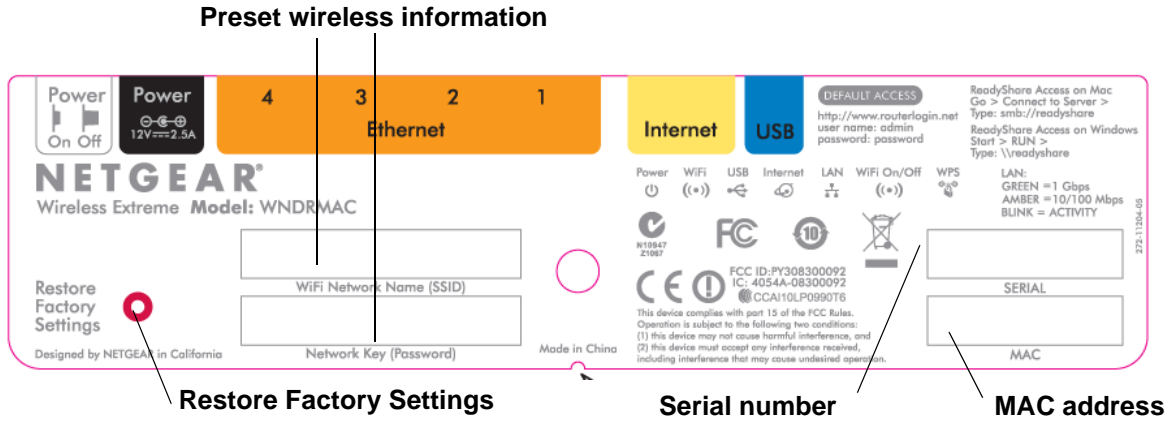 Preset wireless information
Power
On Off
Power
12V⎓2.5A
4 3 2 1
Ethernet
Internet
USB
DEFAULT ACCESS
http://www.routerlogin.net
user name: admin
password: password
ReadyShare Access on Mac
Go > Connect to Server >
Type: smb://readyshare
ReadyShare Access on Windows
Start > RUN >
Type: \\readyshare
NETGEAR®
Wireless Extreme Model: WNDRMAC
Power WiFi USB Internet LAN WiFi On/Off WPS
LAN:
GREEN =1 Gbps
AMBER =10/100 Mbps
BLINK = ACTIVITY
272-11204-05
N10947
Z1067
FC
10
WiFi Network Name (SSID)
Restore
Factory
Settings
CE
FCC ID:PY308300092
IC: 4054A-08300092
CCAI10LP0990T6
SERIAL
This device complies with part 15 of the FCC Rules.
Operation is subject to the following two conditions:
(1) this device may not cause harmful interference, and
(2) this device must accept any interference received,
including interference that may cause undesired operation.
Designed by NETGEAR in California
Network Key (Password)
Made in China
MAC
Restore Factory Settings
Serial number
MAC address